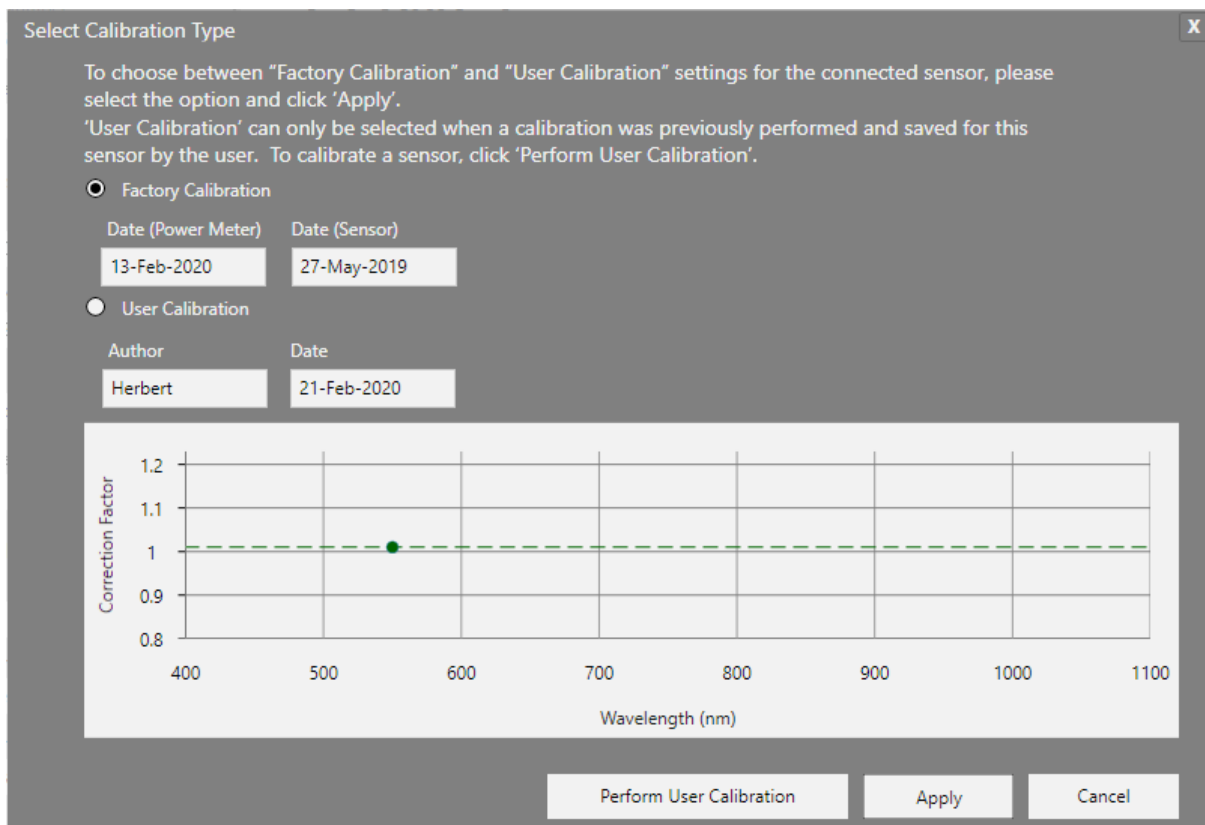 Select Calibration Type
X
To choose between “Factory Calibration” and “User Calibration” settings for the connected sensor, please
select the option and click ‘Apply’.
‘User Calibration’ can only be selected when a calibration was previously performed and saved for this
sensor by the user.  To calibrate a sensor, click ‘Perform User Calibration’.
Factory Calibration
Date (Power Meter) Date (Sensor)
13-Feb-2020 27-May-2019
User Calibration
Author Date
Herbert 21-Feb-2020
Correction Factor
1.2
1.1
1
0.9
0.8
400 500 600 700 800 900 1000 1100
Wavelength (nm)
Perform User Calibration Apply Cancel